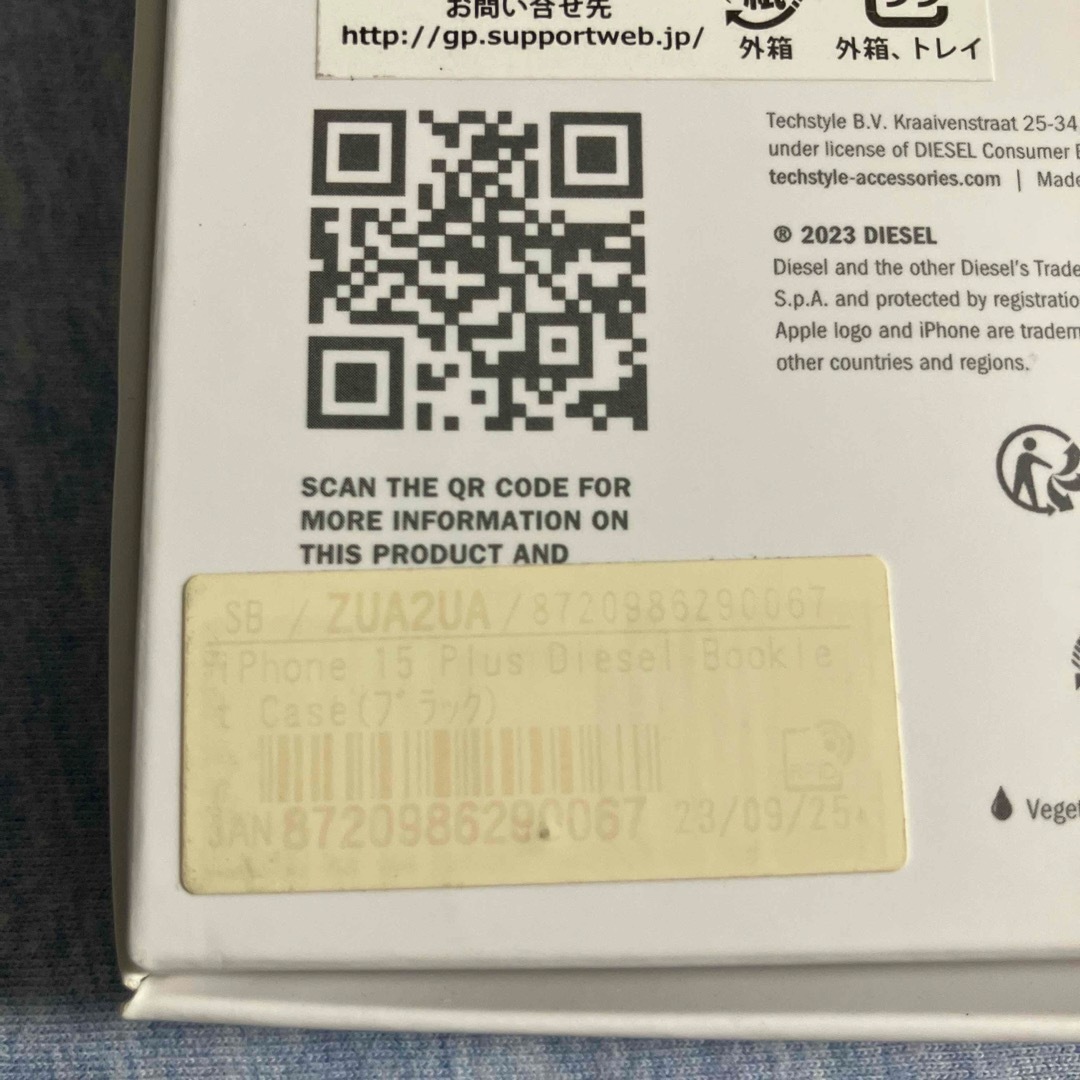 お問い合せ先
http://gp.supportweb.jp/
外箱
外箱、トレイ
Techstyle B.V. Kraaivenstraat 25-34
under license of DIESEL Consumer
techstyle-accessories.com | Made
® 2023 DIESEL
Diesel and the other Diesel's Trade
S.p.A. and protected by registratio
Apple logo and iPhone are tradem
other countries and regions.
SCAN THE QR CODE FOR
MORE INFORMATION ON
THIS PRODUCT AND
SB / ZUA2UA/8720986290067
iPhone 15 Plus Diesel Bookle
t Case(ブラック)
JAN 8720986290067 23/09/25
Veget